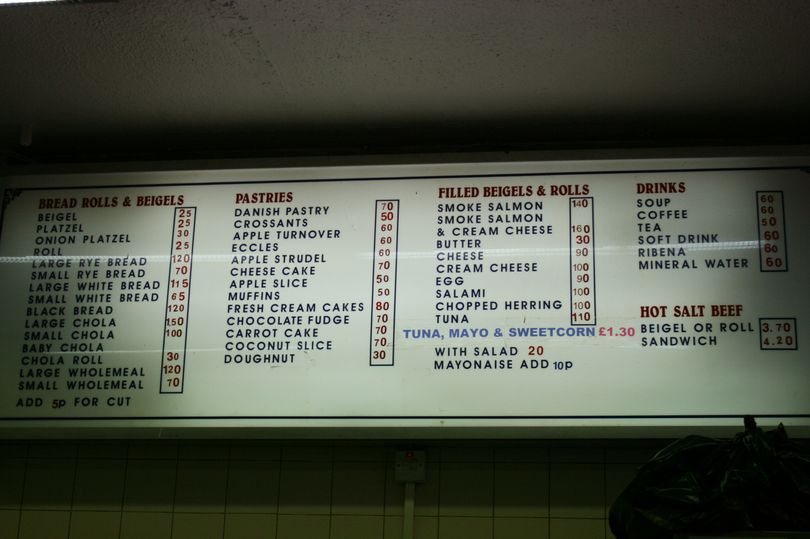 BREAD ROLLS & BEIGELS
BEIGEL 25
PLATZEL 25
ONION PLATZEL 30
ROLL 25
LARGE RYE BREAD 120
SMALL RYE BREAD 70
LARGE WHITE BREAD 115
SMALL WHITE BREAD 65
BLACK BREAD 120
LARGE CHOLA 150
SMALL CHOLA 100
BABY CHOLA
CHOLA ROLL 30
LARGE WHOLEMEAL 120
SMALL WHOLEMEAL 70
ADD 5p FOR CUT
PASTRIES
DANISH PASTRY 70
CROSSANTS 50
APPLE TURNOVER 60
ECCLES 60
APPLE STRUDEL 60
CHEESE CAKE 70
APPLE SLICE 50
MUFFINS 50
FRESH CREAM CAKES 80
CHOCOLATE FUDGE 70
CARROT CAKE 70
COCONUT SLICE 70
DOUGHNUT 30
FILLED BEIGELS & ROLLS
SMOKE SALMON 140
SMOKE SALMON
& CREAM CHEESE 160
BUTTER 30
CHEESE 90
CREAM CHEESE 100
EGG 90
SALAMI 100
CHOPPED HERRING 100
TUNA 110
TUNA, MAYO & SWEETCORN £1.30
WITH SALAD 20
MAYONAISE ADD 10P
DRINKS
SOUP 60
COFFEE 60
TEA 50
SOFT DRINK 60
RIBENA 60
MINERAL WATER 60
HOT SALT BEEF
BEIGEL OR ROLL 3.70
SANDWICH 4.20